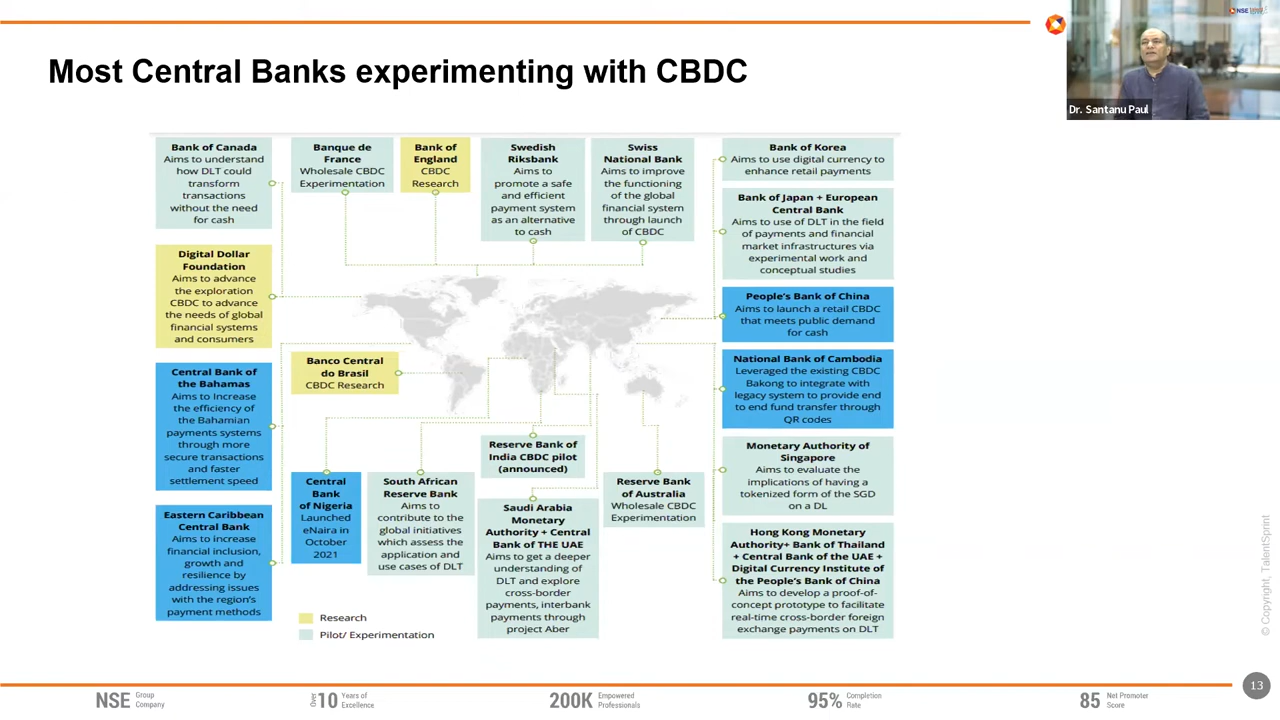 Most Central Banks experimenting with CBDC
NSE
Dr. Santanu Paul
Bank of Canada
Aims to understand
how DLT could
transform
transactions
without the need
for cash
Banque de
France
Wholesale CBDC
Experimentation
Bank of
England
CBDC
Research
Swedish
Riksbank
Aims to
promote a safe
and efficient
payment system
as an alternative
to cash
Swiss
National Bank
Aims to improve
the functioning
of the global
financial system
through launch
of CBDC
Bank of Korea
Aims to use digital currency to
enhance retail payments
Bank of Japan + European
Central Bank
Aims to use of DLT in the field
of payments and financial
market infrastructures via
experimental work and
conceptual studies
Digital Dollar
Foundation
Aims to advance
the exploration
CBDC to advance
the needs of global
financial systems
and consumers
People's Bank of China
Aims to launch a retail CBDC
that meets public demand
for cash
Banco Central
do Brasil
CBDC Research
National Bank of Cambodia
Leveraged the existing CBDC
Bakong to integrate with
legacy system to provide end
to end fund transfer through
QR codes
Central Bank of
the Bahamas
Aims to Increase
the efficiency of
the Bahamian
payments systems
through more
secure transactions
and faster
settlement speed
Reserve Bank of
India CBDC pilot
(announced)
Monetary Authority of
Singapore
Aims to evaluate the
implications of having a
tokenized form of the SGD
on a DL
Eastern Caribbean
Central Bank
Aims to increase
financial inclusion,
growth and
resilience by
addressing issues
with the region's
payment methods
Central
Bank
of Nigeria
Launched
eNaira in
October
2021
South African
Reserve Bank
Aims to
contribute to the
global initiatives
which assess the
application and
use cases of DLT
Saudi Arabia
Monetary
Authority + Central
Bank of THE UAE
Aims to get a deeper
understanding of
DLT and explore
cross-border
payments, interbank
payments through
project Aber
Reserve Bank
of Australia
Wholesale CBDC
Experimentation
Hong Kong Monetary
Authority+ Bank of Thailand
+ Central Bank of the UAE +
Digital Currency Institute of
the People's Bank of China
Aims to develop a proof-of-
concept prototype to facilitate
real-time cross-border foreign
exchange payments on DLT
Research
Pilot/ Experimentation
© Copyright, TalentSprint
13
NSE Group
Company
Over 10 Years of
Excellence
200K Empowered
Professionals
95% Completion
Rate
85 Net Promoter
Score